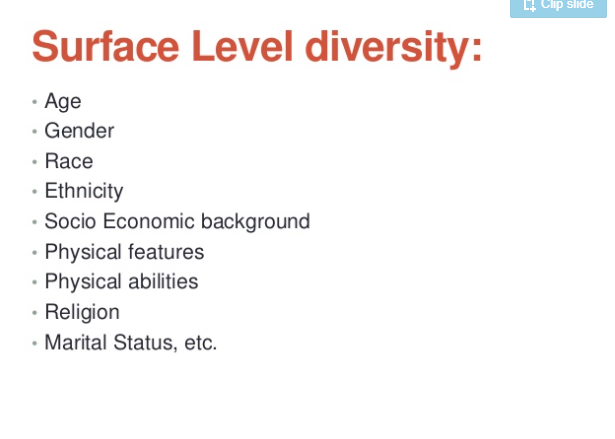 Clip slide
Surface Level diversity:
• Age
• Gender
• Race
• Ethnicity
• Socio Economic background
• Physical features
• Physical abilities
• Religion
• Marital Status, etc.